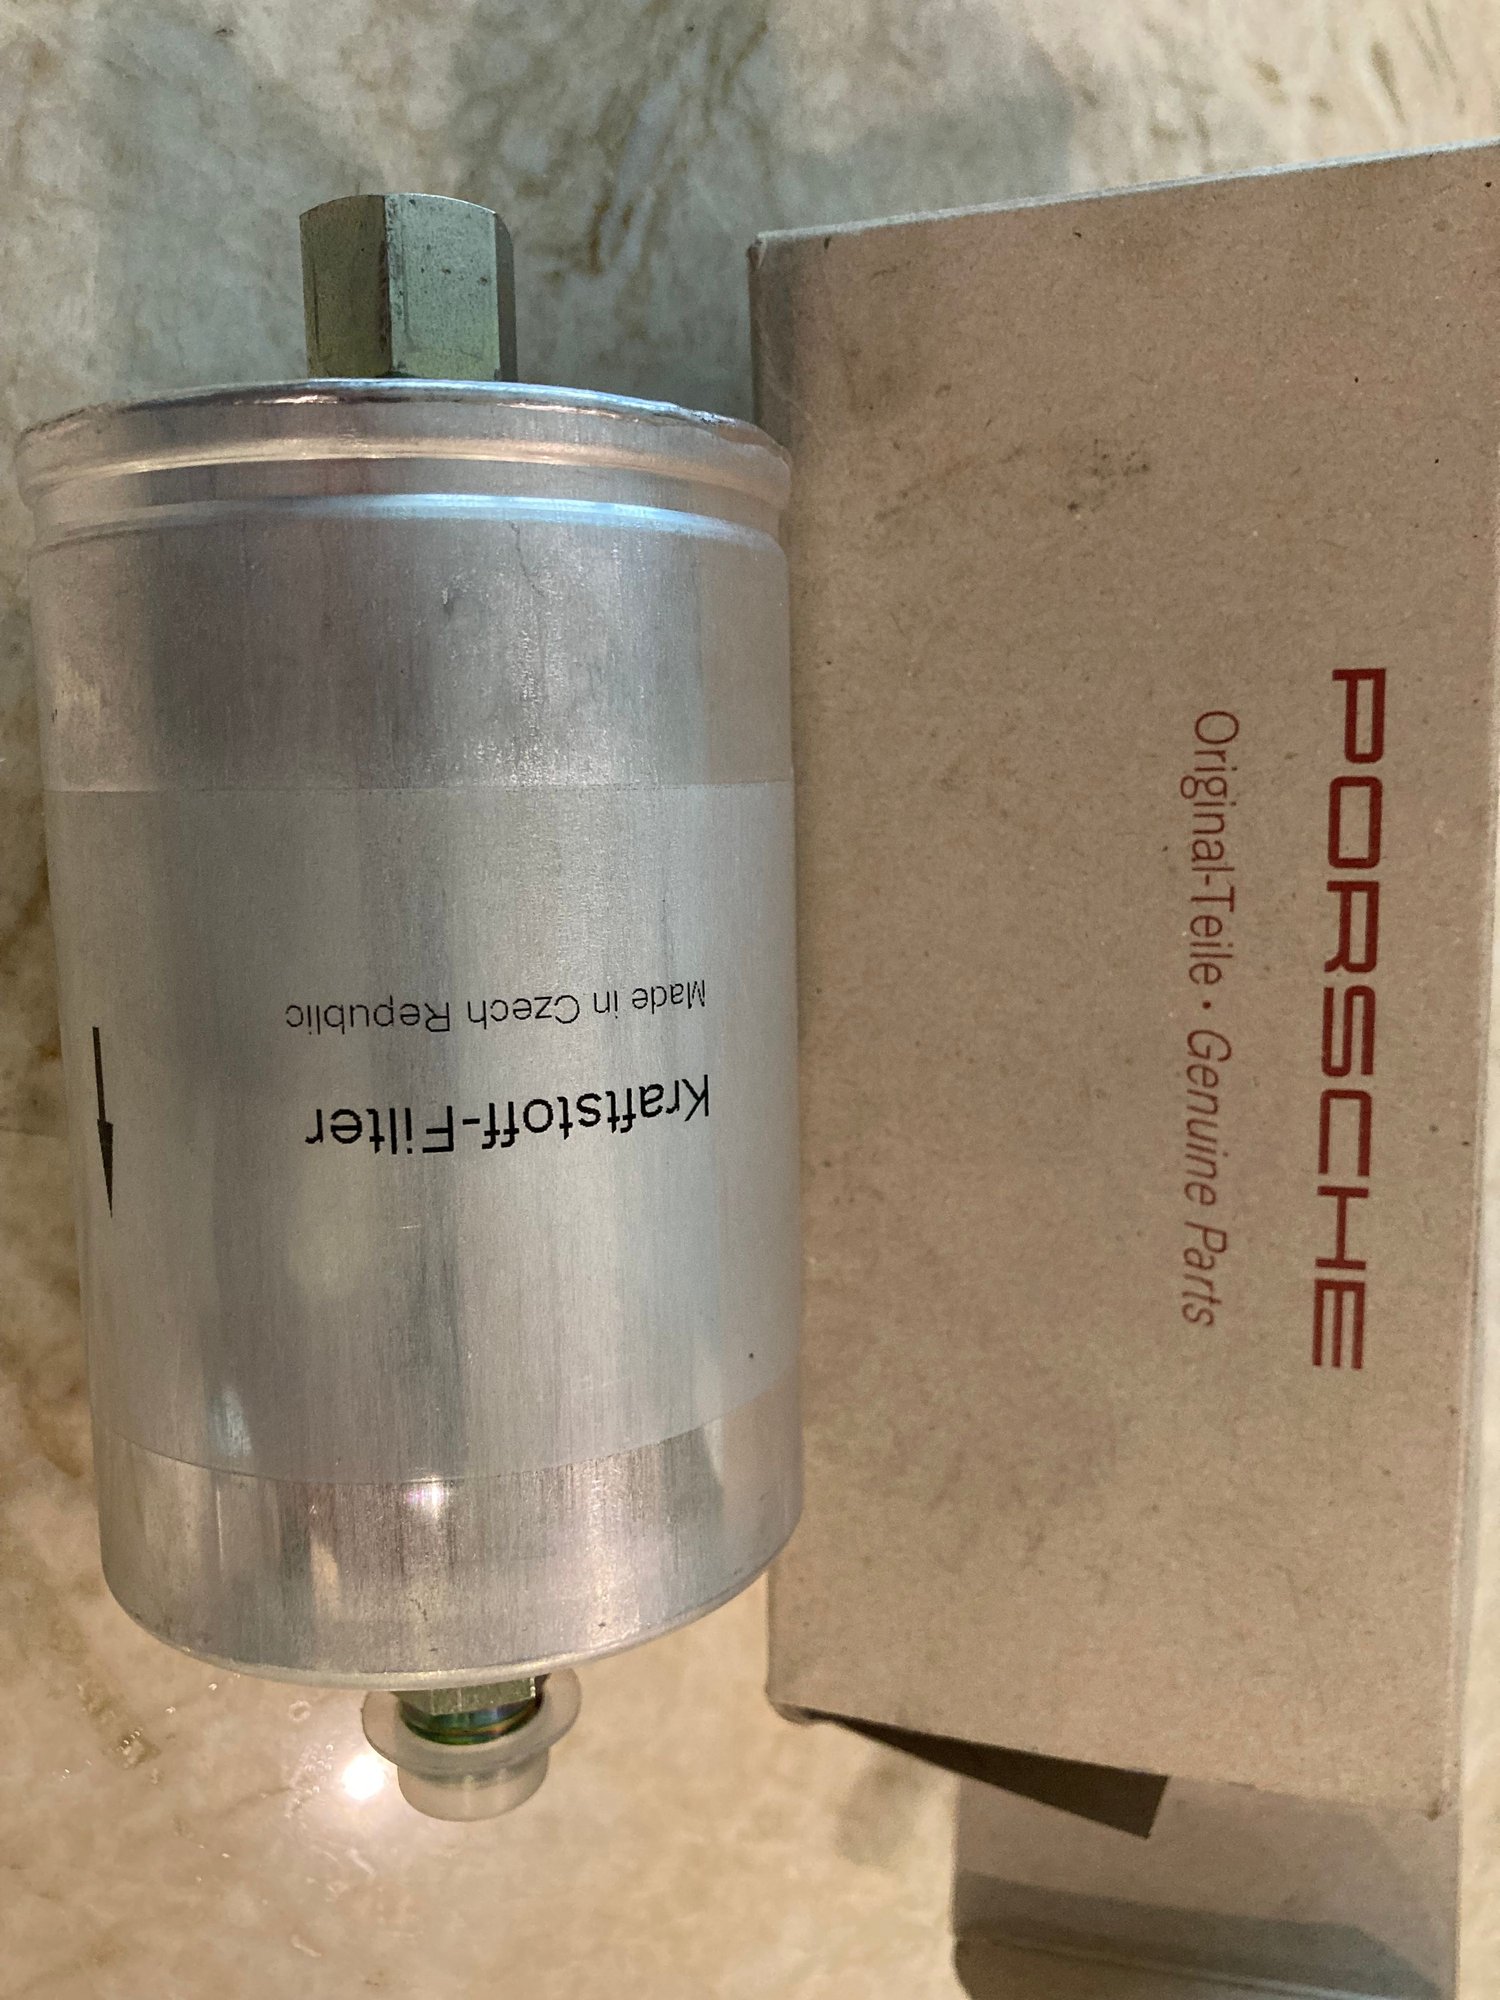 Kraftstoff-Filter
Made in Czech Republic
PORSCHE
Original-Teile • Genuine Parts